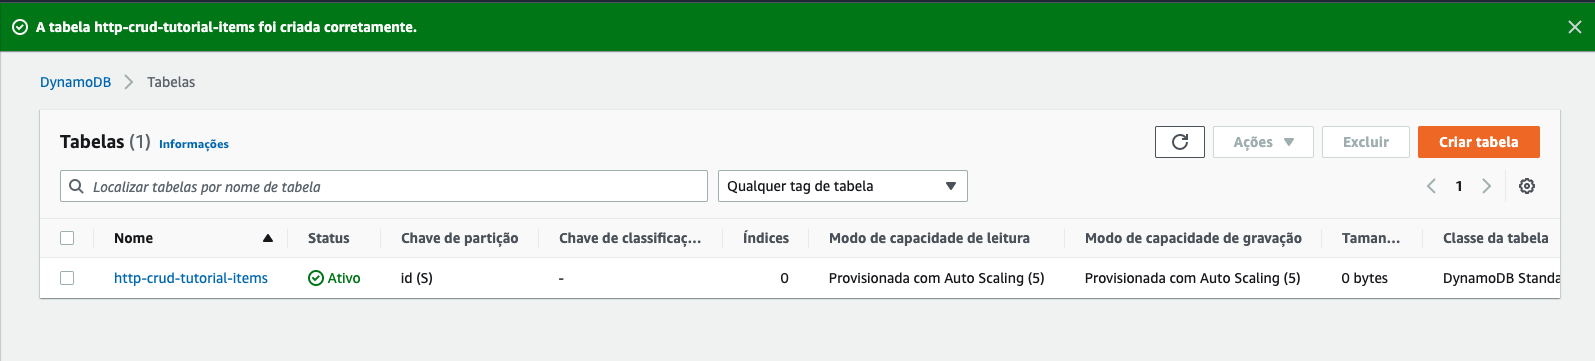 A tabela http-crud-tutorial-items foi criada corretamente.
DynamoDB > Tabelas
Tabelas (1) Informações
Ações
Excluir
Criar tabela
Localizar tabelas por nome de tabela
Qualquer tag de tabela
1
Nome Status Chave de partição Chave de classificaç... Índices Modo de capacidade de leitura Modo de capacidade de gravação Taman... Classe da tabela
http-crud-tutorial-items Ativo id (S) - 0 Provisionada com Auto Scaling (5) Provisionada com Auto Scaling (5) 0 bytes DynamoDB Standa